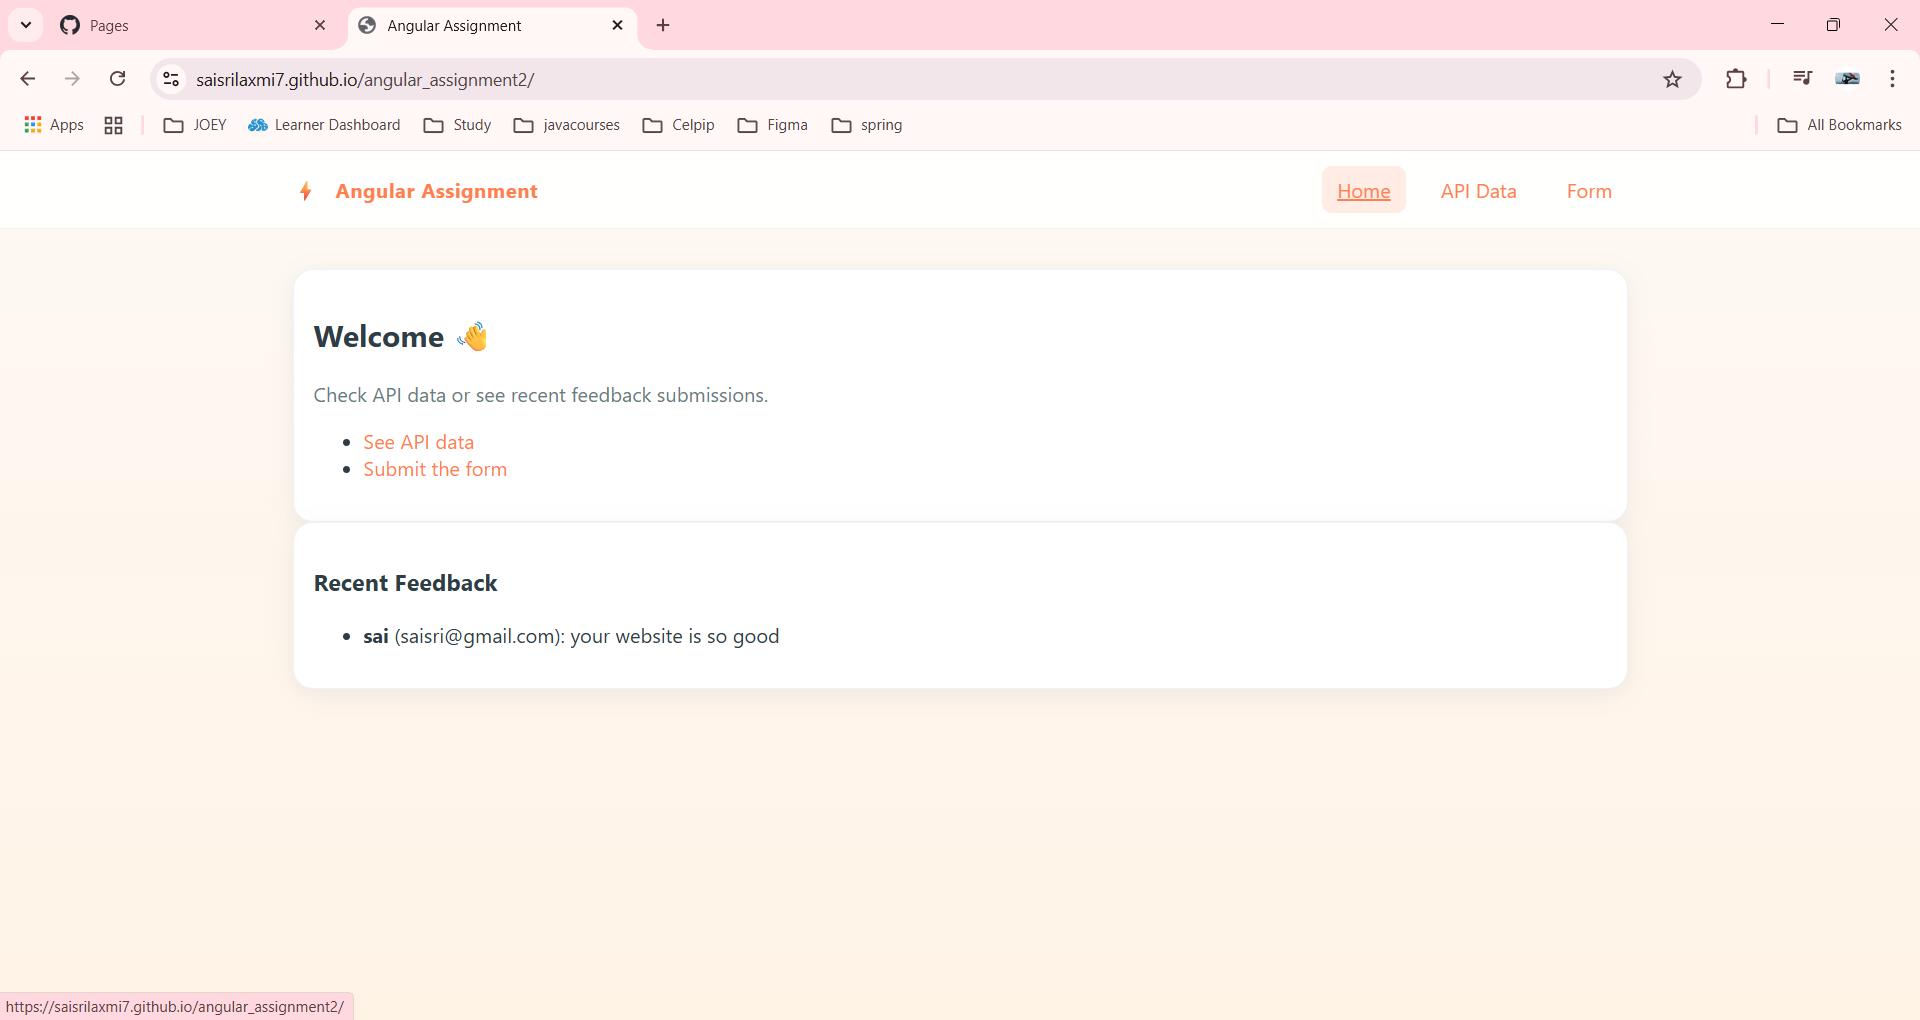 Pages
Angular Assignment
saisrilaxmi7.github.io/angular_assignment2/
Apps
JOEY
Learner Dashboard
Study
javacourses
Celpip
Figma
spring
All Bookmarks
Angular Assignment
Home
API Data
Form
Welcome 👋
Check API data or see recent feedback submissions.
• See API data
• Submit the form
Recent Feedback
• sai (saisri@gmail.com): your website is so good
https://saisrilaxmi7.github.io/angular_assignment2/